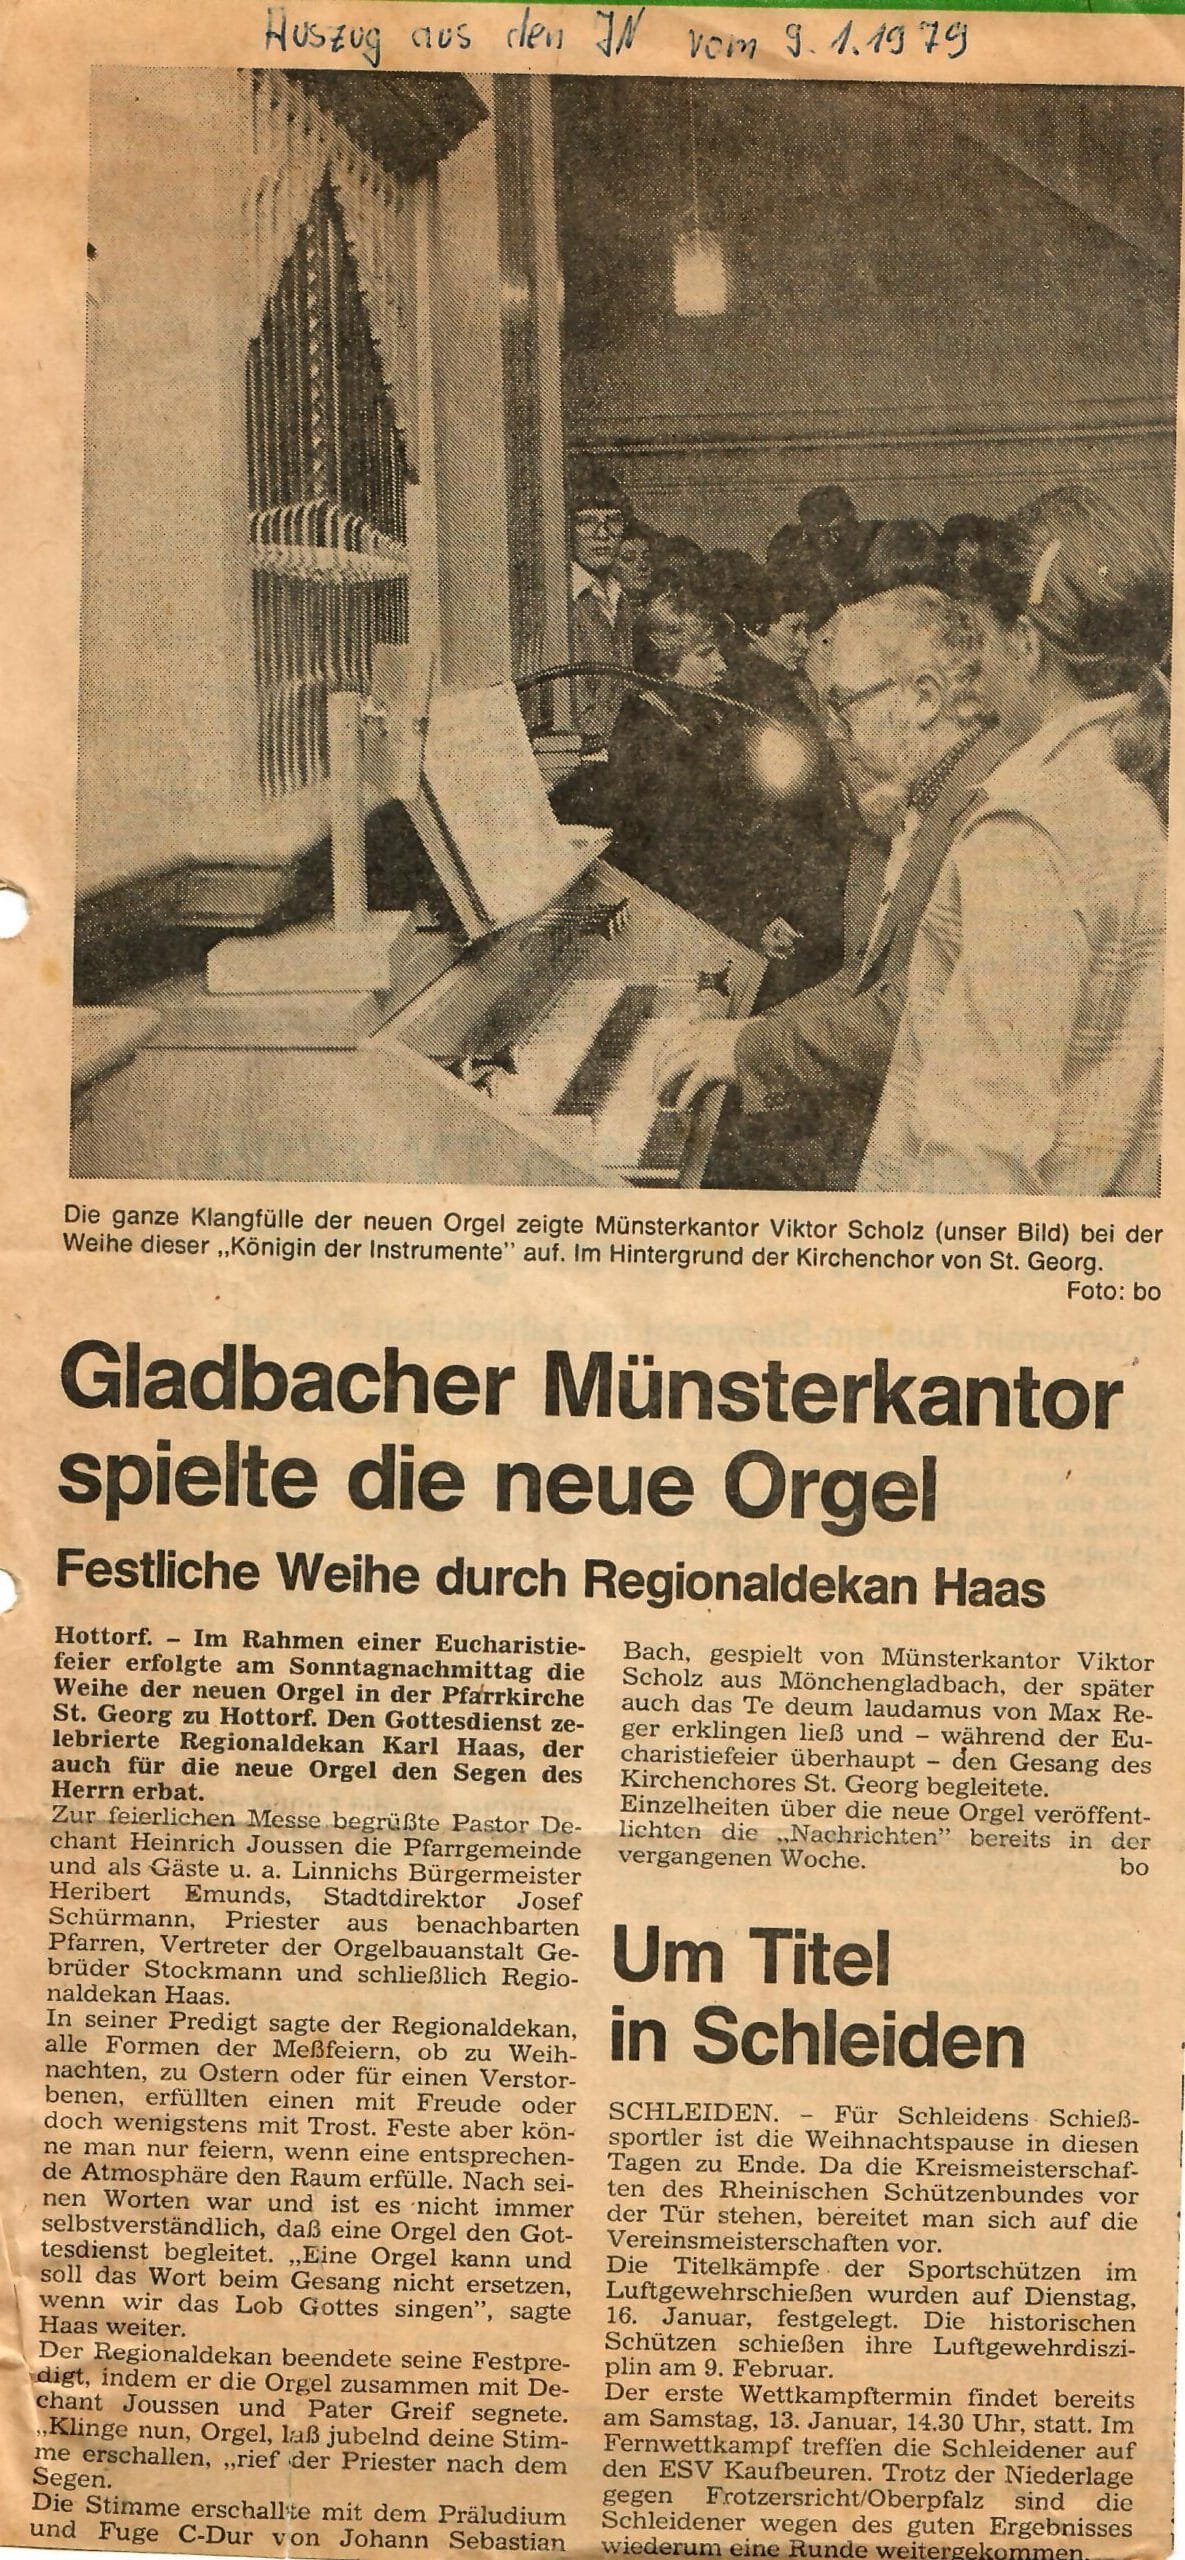 Auszug aus den JN vom 9.1.1979
Die ganze Klangfülle der neuen Orgel zeigte Münsterkantor Viktor Scholz (unser Bild) bei der
Weihe dieser „Königin der Instrumente" auf. Im Hintergrund der Kirchenchor von St. Georg.
Foto: bo
Gladbacher Münsterkantor
spielte die neue Orgel
Festliche Weihe durch Regionaldekan Haas
Hottorf. – Im Rahmen einer Eucharistie-
feier erfolgte am Sonntagnachmittag die
Weihe der neuen Orgel in der Pfarrkirche
St. Georg zu Hottorf. Den Gottesdienst ze-
lebrierte Regionaldekan Karl Haas, der
auch für die neue Orgel den Segen des
Herrn erbat.
Zur feierlichen Messe begrüßte Pastor De-
chant Heinrich Joussen die Pfarrgemeinde
und als Gäste u. a. Linnichs Bürgermeister
Heribert Emunds, Stadtdirektor Josef
Schürmann, Priester aus benachbarten
Pfarren, Vertreter der Orgelbauanstalt Ge-
brüder Stockmann und schließlich Regio-
naldekan Haas.
In seiner Predigt sagte der Regionaldekan,
alle Formen der Meßfeiern, ob zu Weih-
nachten, zu Ostern oder für einen Verstor-
benen, erfüllten einen mit Freude oder
doch wenigstens mit Trost. Feste aber kön-
ne man nur feiern, wenn eine entsprechen-
de Atmosphäre den Raum erfülle. Nach sei-
nen Worten war und ist es nicht immer
selbstverständlich, daß eine Orgel den Got-
tesdienst begleitet. „Eine Orgel kann und
soll das Wort beim Gesang nicht ersetzen,
wenn wir das Lob Gottes singen", sagte
Haas weiter.
Der Regionaldekan beendete seine Festpre-
digt, indem er die Orgel zusammen mit De-
chant Joussen und Pater Greif segnete.
„Klinge nun, Orgel, laß jubelnd deine Stim-
me erschallen, „rief der Priester nach dem
Segen.
Die Stimme erschallte mit dem Präludium
und Fuge C-Dur von Johann Sebastian
Bach, gespielt von Münsterkantor Viktor
Scholz aus Mönchengladbach, der später
auch das Te deum laudamus von Max Re-
ger erklingen ließ und – während der Eu-
charistiefeier überhaupt – den Gesang des
Kirchenchores St. Georg begleitete.
Einzelheiten über die neue Orgel veröffent-
lichten die „Nachrichten" bereits in der
vergangenen Woche. bo
Um Titel
in Schleiden
SCHLEIDEN. – Für Schleidens Schieß-
sportler ist die Weihnachtspause in diesen
Tagen zu Ende. Da die Kreismeisterschaf-
ten des Rheinischen Schützenbundes vor
der Tür stehen, bereitet man sich auf die
Vereinsmeisterschaften vor.
Die Titelkämpfe der Sportschützen im
Luftgewehrschießen wurden auf Dienstag,
16. Januar, festgelegt. Die historischen
Schützen schießen ihre Luftgewehrdiszi-
plin am 9. Februar.
Der erste Wettkampftermin findet bereits
am Samstag, 13. Januar, 14.30 Uhr, statt. Im
Fernwettkampf treffen die Schleidener auf
den ESV Kaufbeuren. Trotz der Niederlage
gegen Frotzersricht/Oberpfalz sind die
Schleidener wegen des guten Ergebnisses
wiederum eine Runde weitergekommen.